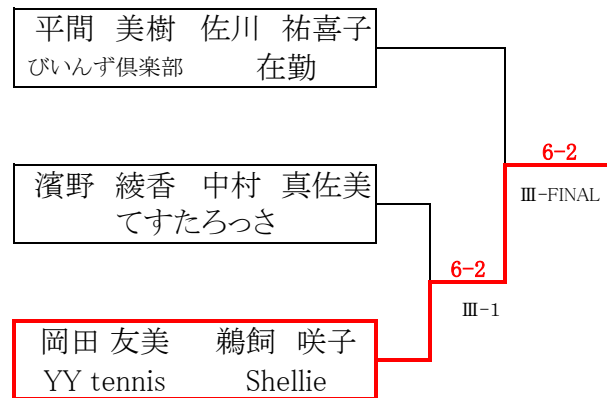 平間 美樹 佐川 祐喜子
びいんず倶楽部 在勤
6-2
濱野 綾香 中村 真佐美
Ⅲ-FINAL
てすたろっさ
6-2
Ⅲ-1
岡田 友美 鵜飼 咲子
YY tennis Shellie